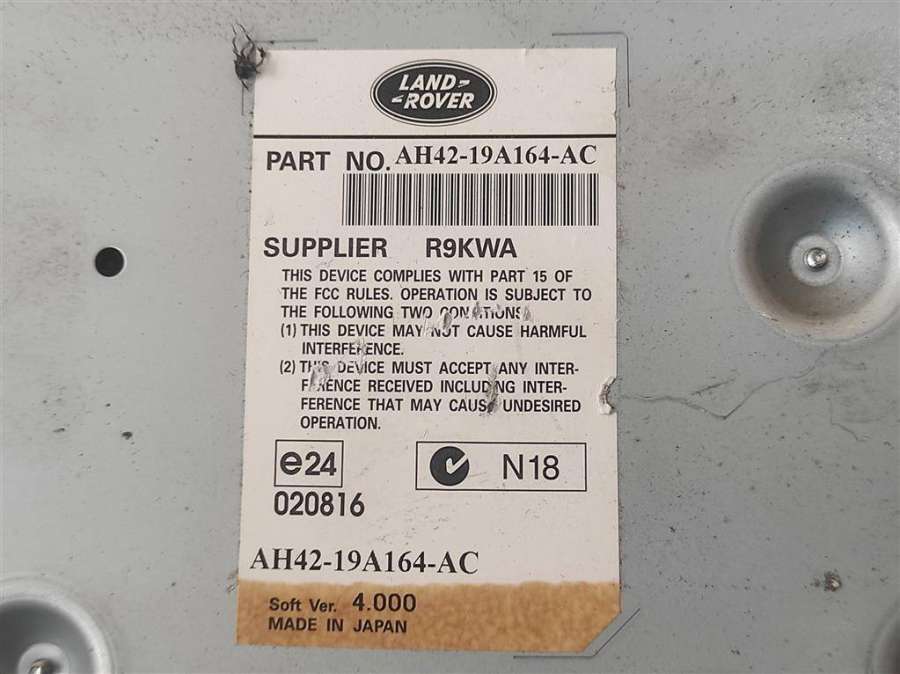 LAND-
-ROVER
PART NO. AH42-19A164-AC
SUPPLIER R9KWA
THIS DEVICE COMPLIES WITH PART 15 OF
THE FCC RULES. OPERATION IS SUBJECT TO
THE FOLLOWING TWO CONDITIONS
(1) THIS DEVICE MAY NOT CAUSE HARMFUL
INTERFERENCE.
(2) THIS DEVICE MUST ACCEPT ANY INTER-
FERENCE RECEIVED INCLUDING INTER-
FERENCE THAT MAY CAUSE UNDESIRED
OPERATION.
e24
N18
020816
AH42-19A164-AC
Soft Ver. 4.000
MADE IN JAPAN